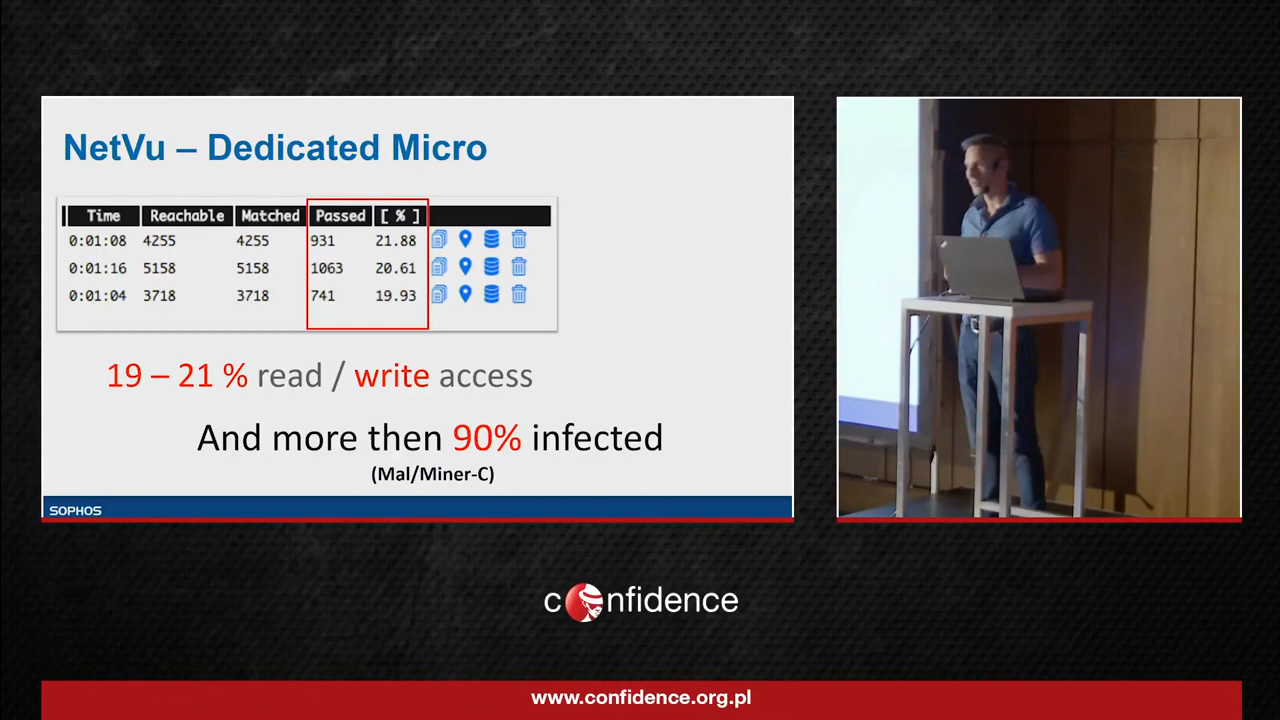 NetVu – Dedicated Micro
Time Reachable Matched Passed [ % ]
0:01:08 4255 4255 931 21.88
0:01:16 5158 5158 1063 20.61
0:01:04 3718 3718 741 19.93
19 – 21 % read / write access
And more then 90% infected
(Mal/Miner-C)
SOPHOS
confidence
www.confidence.org.pl